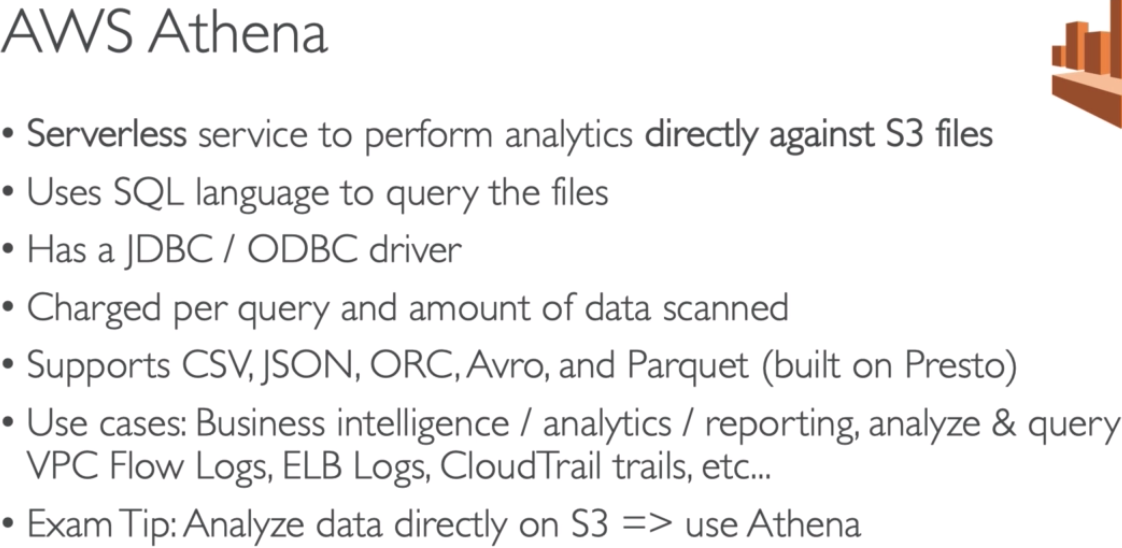 AWS Athena
• Serverless service to perform analytics directly against S3 files
• Uses SQL language to query the files
• Has a JDBC / ODBC driver
• Charged per query and amount of data scanned
• Supports CSV, JSON, ORC, Avro, and Parquet (built on Presto)
• Use cases: Business intelligence / analytics / reporting, analyze & query
VPC Flow Logs, ELB Logs, CloudTrail trails, etc...
• Exam Tip: Analyze data directly on S3 => use Athena